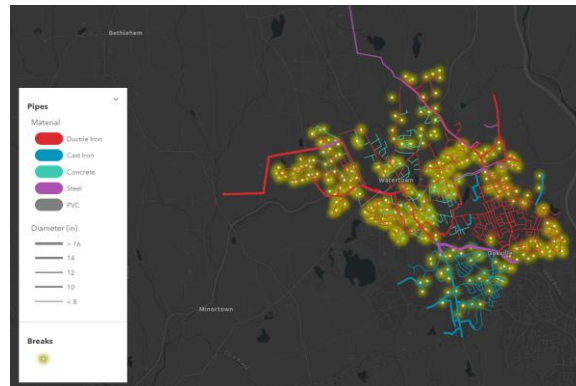 Bethlehem
Pipes
Material
Ductile Iron
Cast Iron
Concrete
Steel
PVC
Diameter (in)
> 16
14
12
10
< 8
Breaks
Watertown
Oakville
Minortown